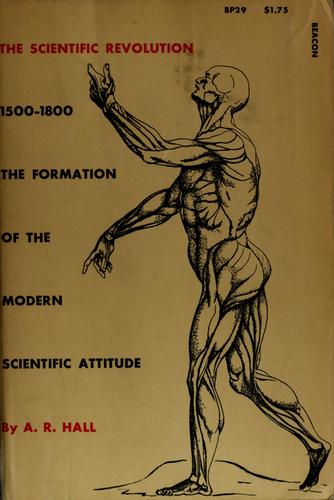 BP29 $1.75
BEACON
THE SCIENTIFIC REVOLUTION
1500-1800
THE FORMATION
OF THE
MODERN
SCIENTIFIC ATTITUDE
By A. R. HALL